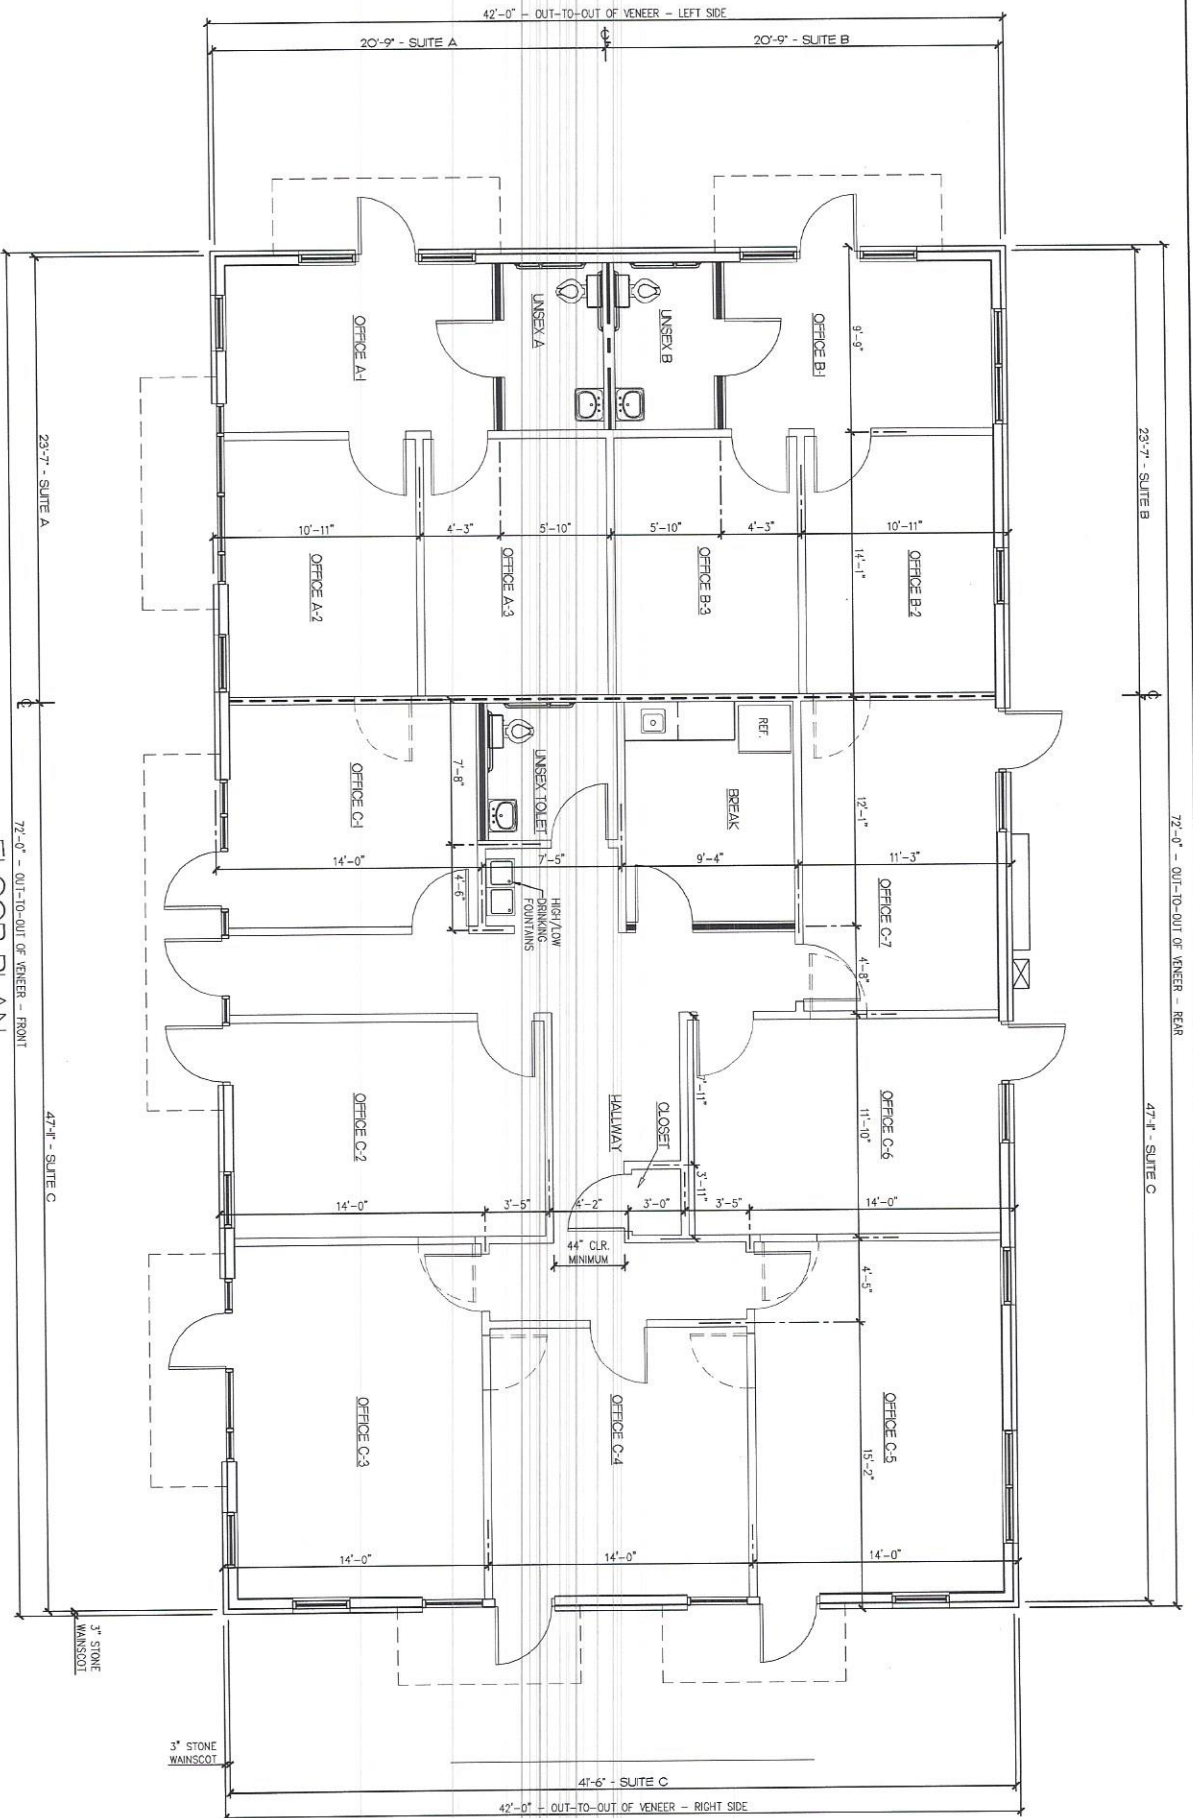 42'-0" - OUT-TO-OUT OF VENEER - LEFT SIDE
20'-9" - SUITE A
20'-9" - SUITE B
UNISEX A
UNISEX B
OFFICE A-1
OFFICE B-1
9'-9"
23'-7" - SUITE A
23'-7" - SUITE B
10'-11"
4'-3"
5'-10"
5'-10"
4'-3"
10'-11"
14'-1"
OFFICE A-2
OFFICE A-3
OFFICE B-3
OFFICE B-2
72'-0" - OUT-TO-OUT OF VENEER - FRONT
72'-0" - OUT-TO-OUT OF VENEER - REAR
FLOOR PLAN
OFFICE C-1
7'-8"
UNISEX TOILET
REF.
BREAK
12'-1"
14'-0"
7'-5"
9'-4"
11'-3"
4'-6"
HIGH/LOW
DRINKING
FOUNTAINS
OFFICE C-7
4'-8"
OFFICE C-2
HALLWAY
CLOSET
7'-11"
11'-10"
OFFICE C-6
47'-11" - SUITE C
47'-11" - SUITE C
3'-11"
14'-0"
3'-5"
4'-2"
3'-0"
3'-5"
14'-0"
44" CLR.
MINIMUM
4'-5"
OFFICE C-3
OFFICE C-4
OFFICE C-5
15'-2"
14'-0"
14'-0"
14'-0"
3" STONE
WAINSCOT
3" STONE
WAINSCOT
41'-6" - SUITE C
42'-0" - OUT-TO-OUT OF VENEER - RIGHT SIDE